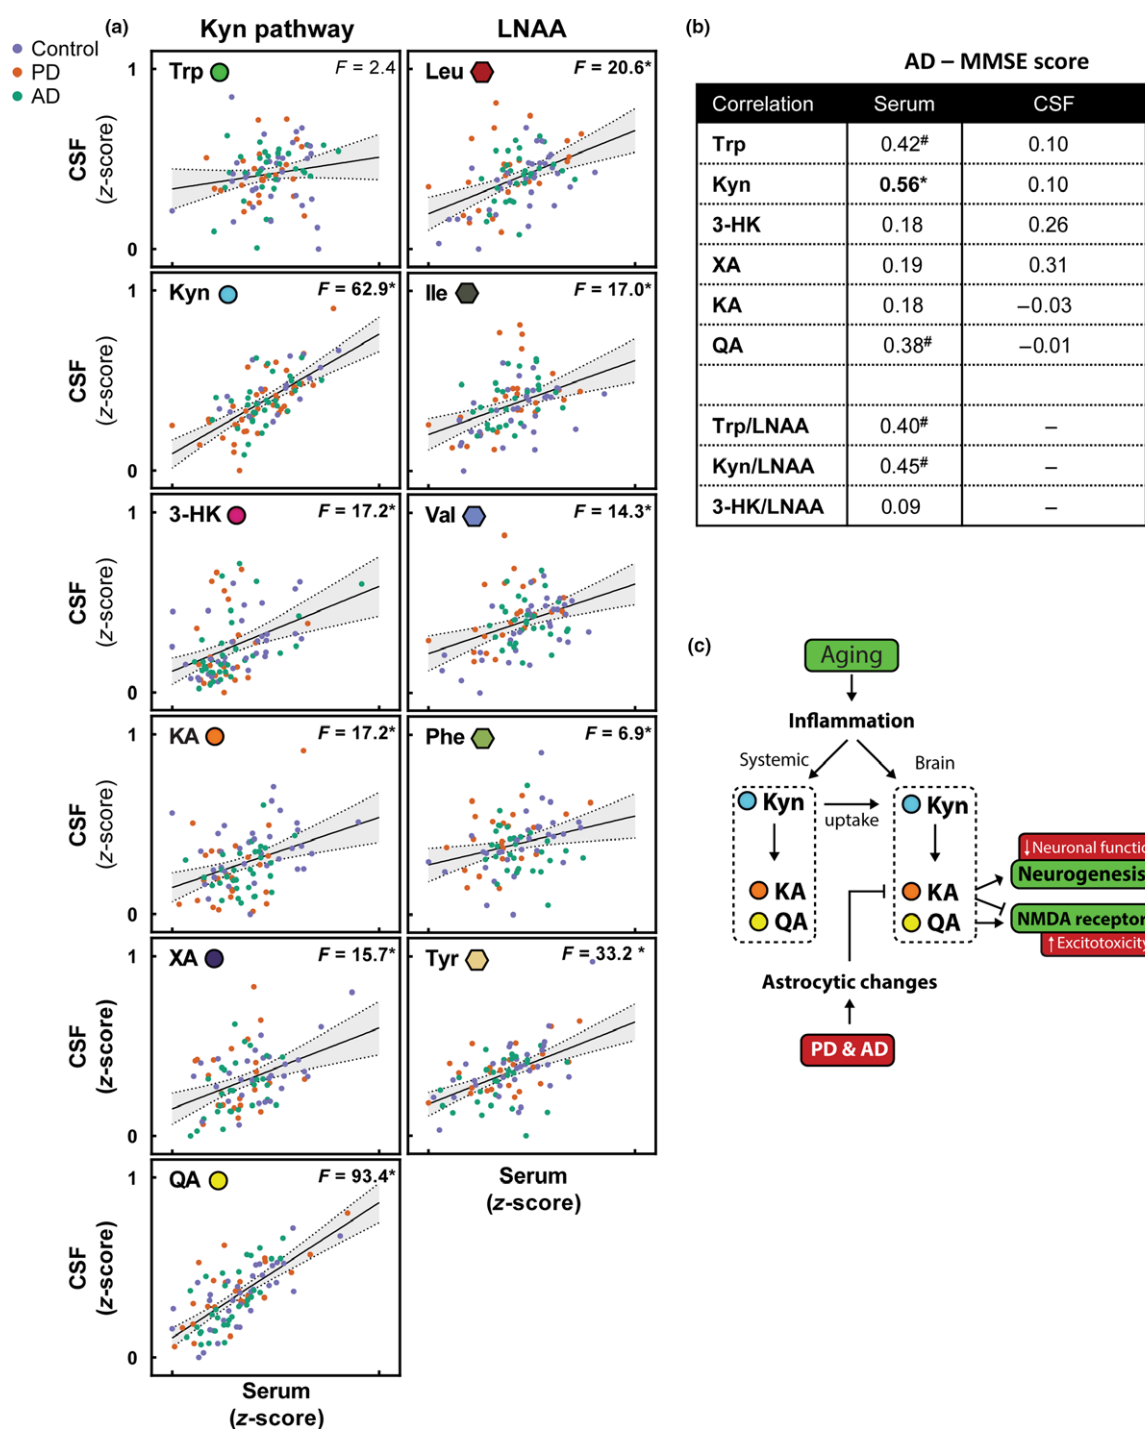 (a)
Kyn pathway
LNAA
Control
PD
AD
1
Trp
F = 2.4
Leu
F = 20.6*
CSF
(z-score)
0
1
Kyn
F = 62.9*
Ile
F = 17.0*
CSF
(z-score)
0
1
3-HK
F = 17.2*
Val
F = 14.3*
CSF
(z-score)
0
1
KA
F = 17.2*
Phe
F = 6.9*
CSF
(z-score)
0
1
XA
F = 15.7*
Tyr
F = 33.2 *
CSF
(z-score)
0
1
QA
F = 93.4*
Serum
(z-score)
CSF
(z-score)
0
Serum
(z-score)
(b)
AD – MMSE score
Correlation Serum CSF
Trp 0.42# 0.10
Kyn 0.56* 0.10
3-HK 0.18 0.26
XA 0.19 0.31
KA 0.18 –0.03
QA 0.38# –0.01
Trp/LNAA 0.40# –
Kyn/LNAA 0.45# –
3-HK/LNAA 0.09 –
(c)
Aging
Inflammation
Systemic
Brain
Kyn
uptake
Kyn
KA
QA
KA
QA
↓ Neuronal functio
Neurogenesis
NMDA receptor
↑ Excitotoxicity
Astrocytic changes
PD & AD